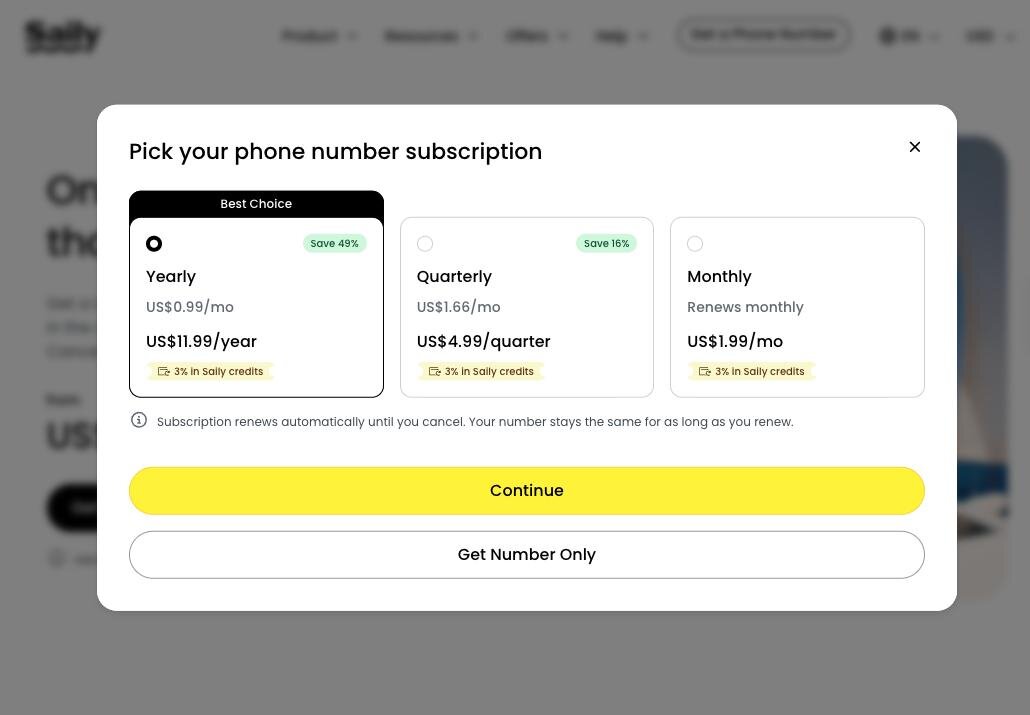 Saily
Product
Resources
Offers
Help
Get a Phone Number
EN
USD
Pick your phone number subscription
Best Choice
Save 49%
Yearly
US$0.99/mo
US$11.99/year
3% in Saily credits
Save 16%
Quarterly
US$1.66/mo
US$4.99/quarter
3% in Saily credits
Monthly
Renews monthly
US$1.99/mo
3% in Saily credits
Subscription renews automatically until you cancel. Your number stays the same for as long as you renew.
Continue
Get Number Only